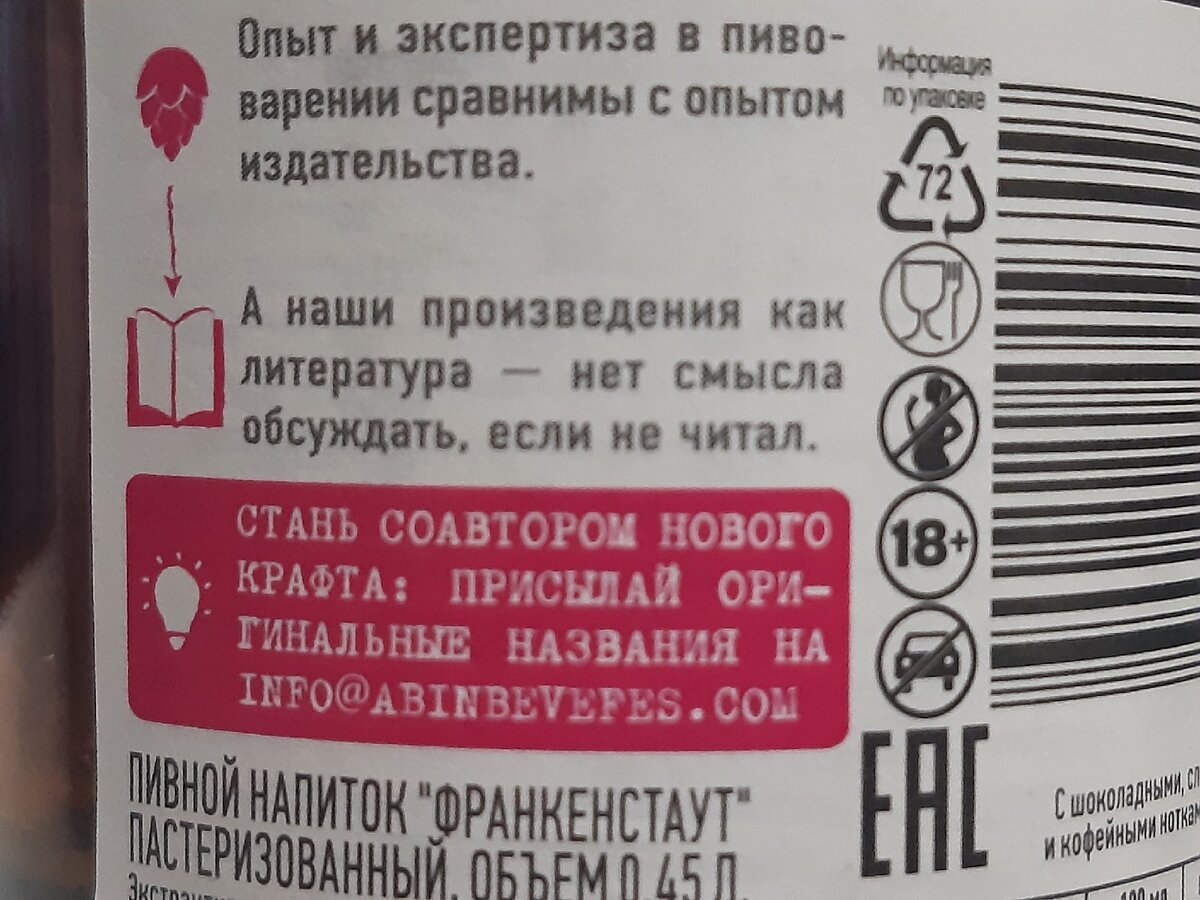 Опыт и экспертиза в пиво-
варении сравнимы с опытом
издательства.
А наши произведения как
литература — нет смысла
обсуждать, если не читал.
СТАНЬ СОАВТОРОМ НОВОГО
КРАФТА: ПРИСЫЛАЙ ОРИ-
ГИНАЛЬНЫЕ НАЗВАНИЯ НА
INFO@ABINBEVEFES.COM
ПИВНОЙ НАПИТОК "ФРАНКЕНСТАУТ"
ПАСТЕРИЗОВАННЫЙ. ОБЪЕМ 0,45 Л.
Информация
по упаковке
72
18+
EAC
С шоколадными,
и кофейными
100 мл